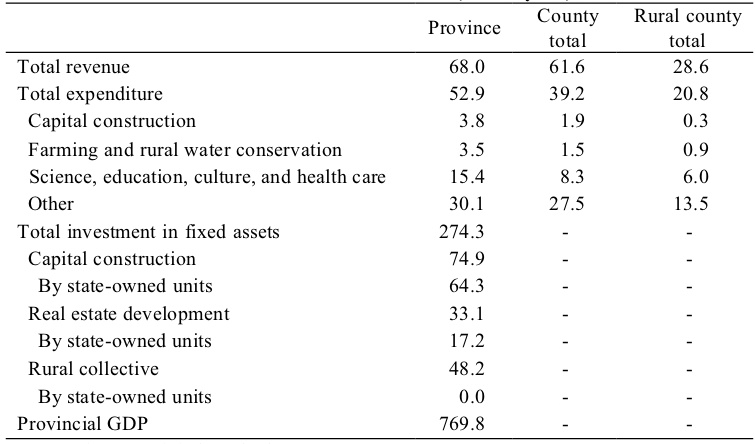 Province County total Rural county total
Total revenue 68.0 61.6 28.6
Total expenditure 52.9 39.2 20.8
Capital construction 3.8 1.9 0.3
Farming and rural water conservation 3.5 1.5 0.9
Science, education, culture, and health care 15.4 8.3 6.0
Other 30.1 27.5 13.5
Total investment in fixed assets 274.3 - -
Capital construction 74.9 - -
By state-owned units 64.3 - -
Real estate development 33.1 - -
By state-owned units 17.2 - -
Rural collective 48.2 - -
By state-owned units 0.0 - -
Provincial GDP 769.8 - -